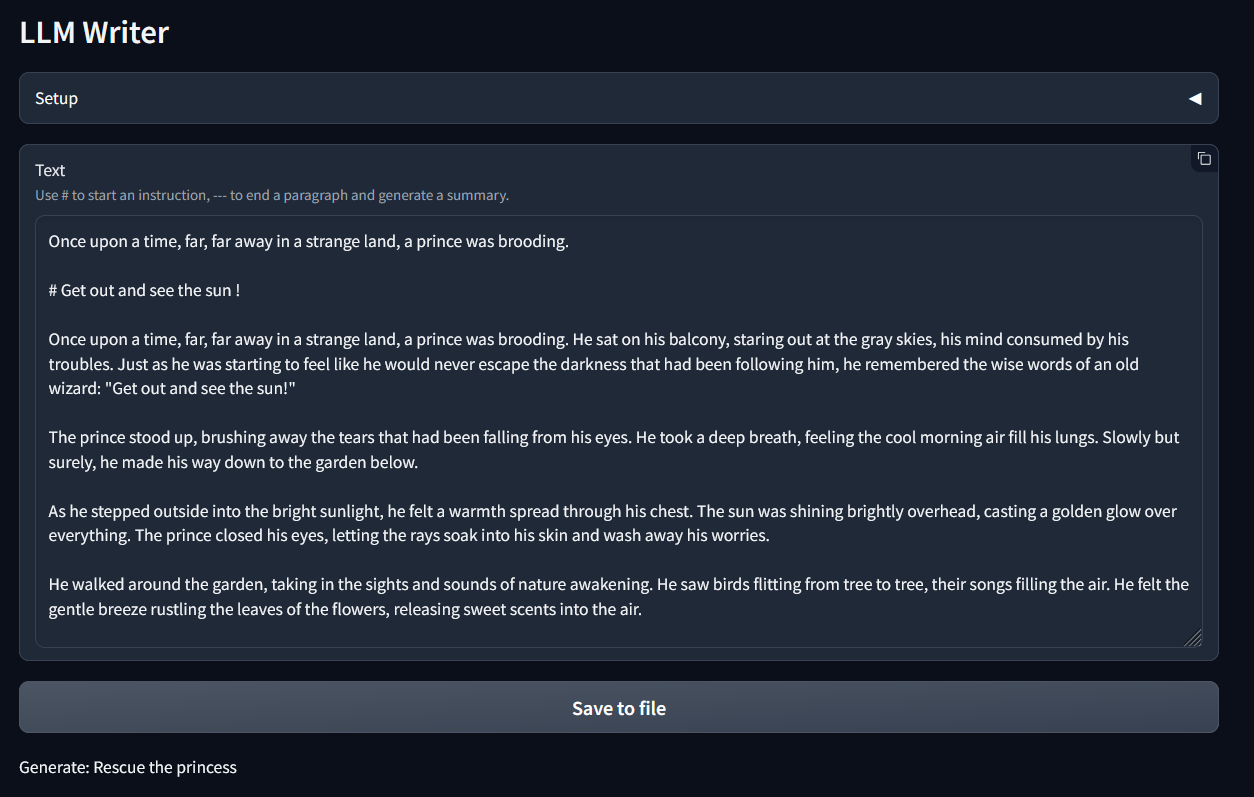 LLM Writer
Setup
Text
Use # to start an instruction, --- to end a paragraph and generate a summary.
Once upon a time, far, far away in a strange land, a prince was brooding.
# Get out and see the sun !
Once upon a time, far, far away in a strange land, a prince was brooding. He sat on his balcony, staring out at the gray skies, his mind consumed by his
troubles. Just as he was starting to feel like he would never escape the darkness that had been following him, he remembered the wise words of an old
wizard: "Get out and see the sun!"
The prince stood up, brushing away the tears that had been falling from his eyes. He took a deep breath, feeling the cool morning air fill his lungs. Slowly but
surely, he made his way down to the garden below.
As he stepped outside into the bright sunlight, he felt a warmth spread through his chest. The sun was shining brightly overhead, casting a golden glow over
everything. The prince closed his eyes, letting the rays soak into his skin and wash away his worries.
He walked around the garden, taking in the sights and sounds of nature awakening. He saw birds flitting from tree to tree, their songs filling the air. He felt the
gentle breeze rustling the leaves of the flowers, releasing sweet scents into the air.
Save to file
Generate: Rescue the princess